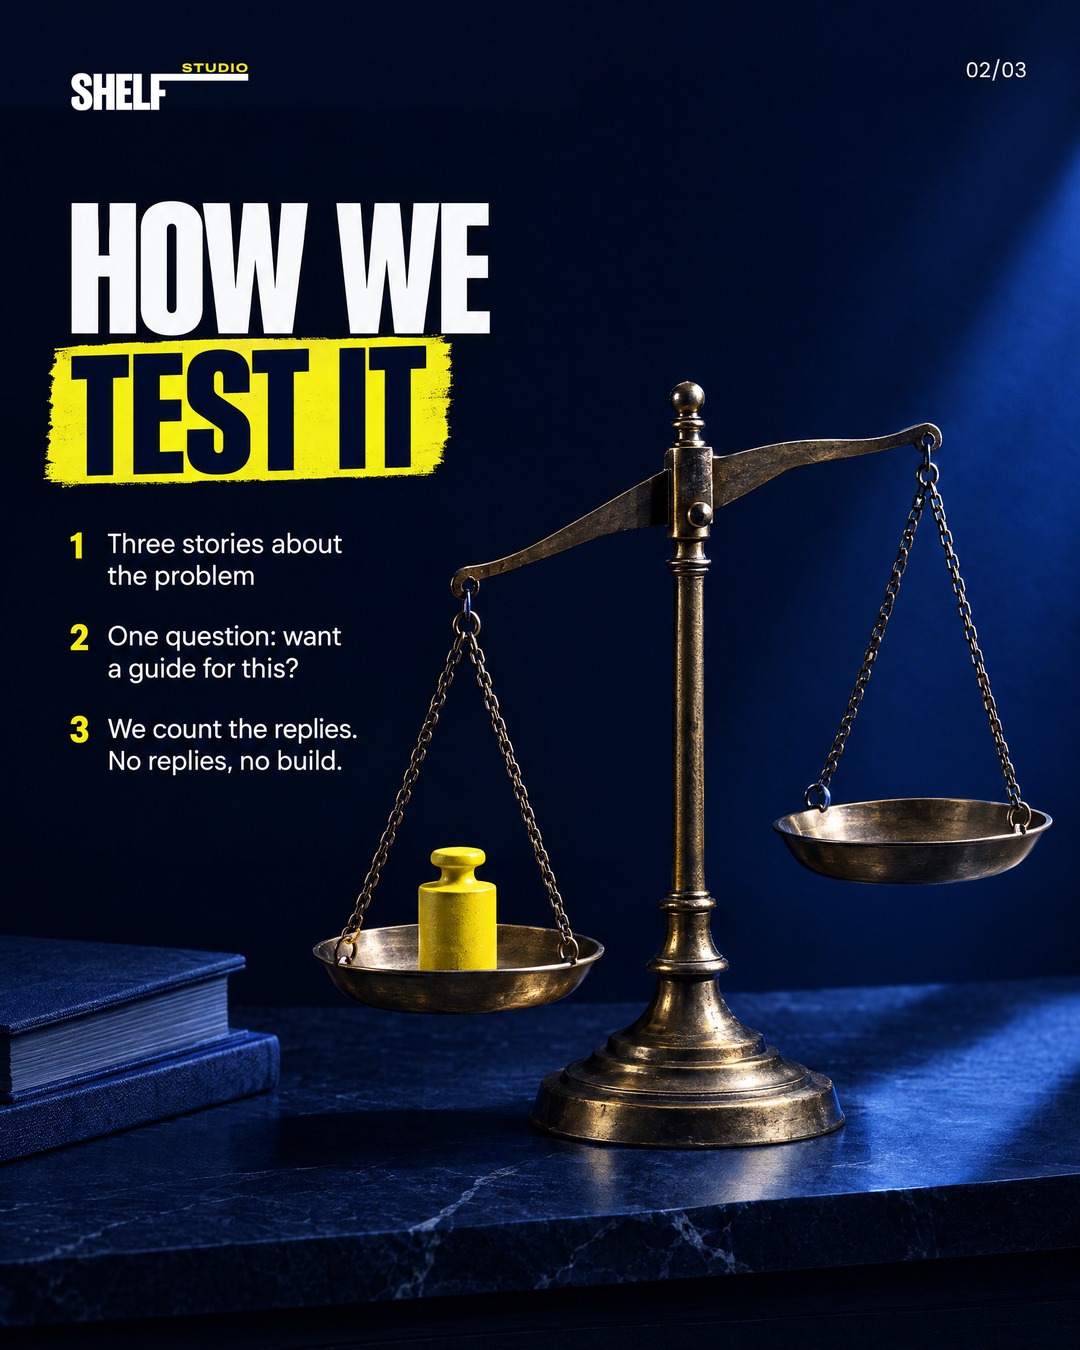 STUDIO
SHELF
02/03
HOW WE
TEST IT
1 Three stories about
the problem
2 One question: want
a guide for this?
3 We count the replies.
No replies, no build.